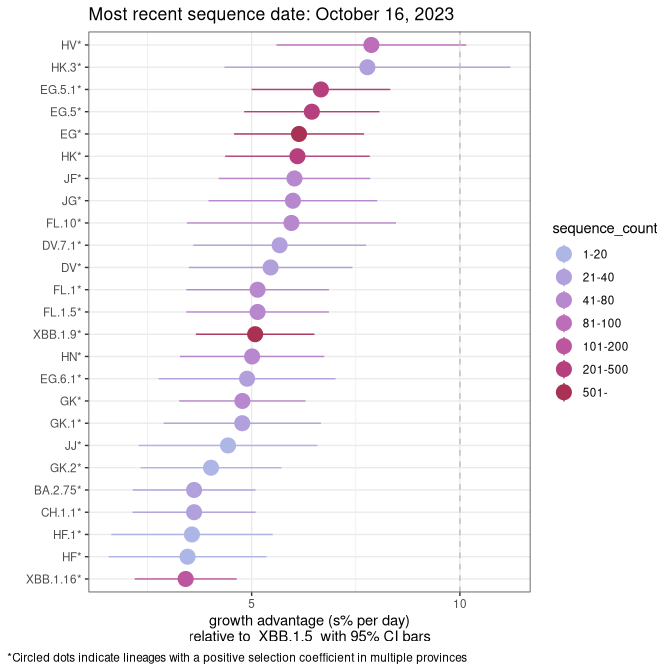 Most recent sequence date: October 16, 2023
HV*
HK.3*
EG.5.1*
EG.5*
EG*
HK*
JF*
JG*
FL.10*
DV.7.1*
DV*
FL.1*
FL.1.5*
XBB.1.9*
HN*
EG.6.1*
GK*
GK.1*
JJ*
GK.2*
BA.2.75*
CH.1.1*
HF.1*
HF*
XBB.1.16*
5 10
growth advantage (s% per day)
relative to XBB.1.5 with 95% CI bars
sequence_count
1-20
21-40
41-80
81-100
101-200
201-500
501-
*Circled dots indicate lineages with a positive selection coefficient in multiple provinces